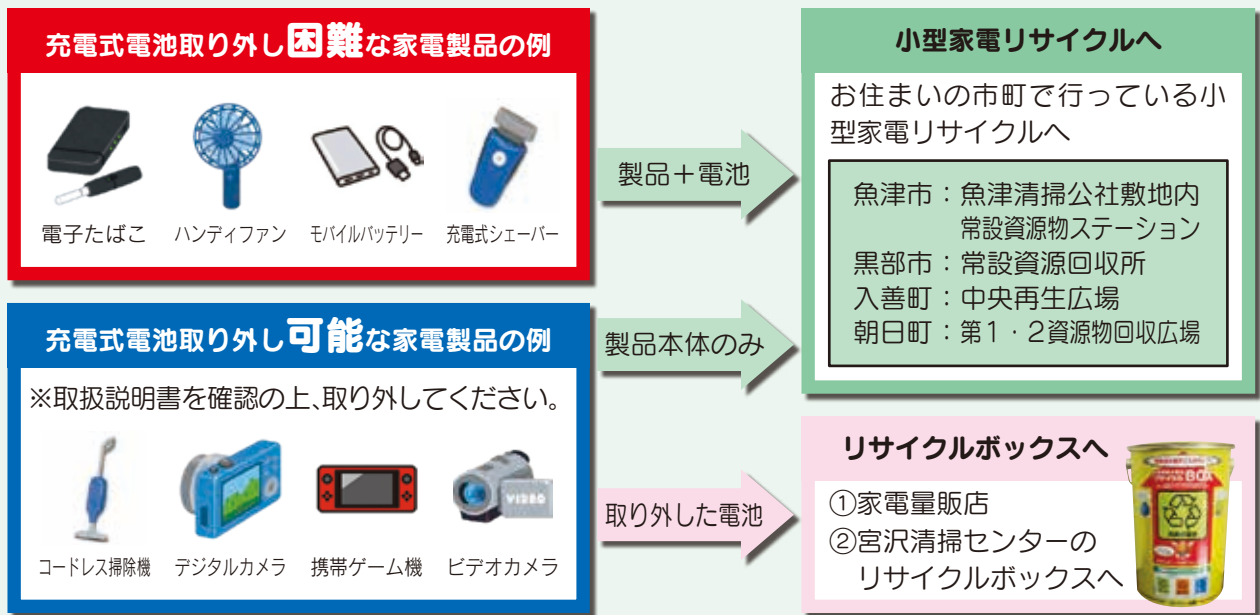 充電式電池取り外し困難な家電製品の例
電子たばこ
ハンディファン
モバイルバッテリー
充電式シェーバー
製品＋電池
小型家電リサイクルへ
お住まいの市町で行っている小
型家電リサイクルへ
魚津市：魚津清掃公社敷地内
常設資源物ステーション
黒部市：常設資源回収所
入善町：中央再生広場
朝日町：第1・2資源物回収広場
充電式電池取り外し可能な家電製品の例
※取扱説明書を確認の上、取り外してください。
コードレス掃除機
デジタルカメラ
携帯ゲーム機
VIDEO
ビデオカメラ
製品本体のみ
取り外した電池
リサイクルボックスへ
①家電量販店
②宮沢清掃センターの
リサイクルボックスへ
BOX